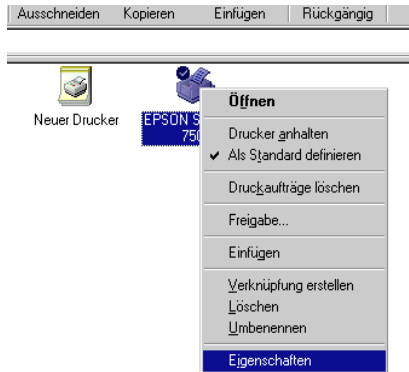 Ausschneiden Kopieren Einfügen Rückgängig
Neuer Drucker
EPSON S
750
Öffnen
Drucker anhalten
Als Standard definieren
Druckaufträge löschen
Freigabe...
Einfügen
Verknüpfung erstellen
Löschen
Umbenennen
Eigenschaften